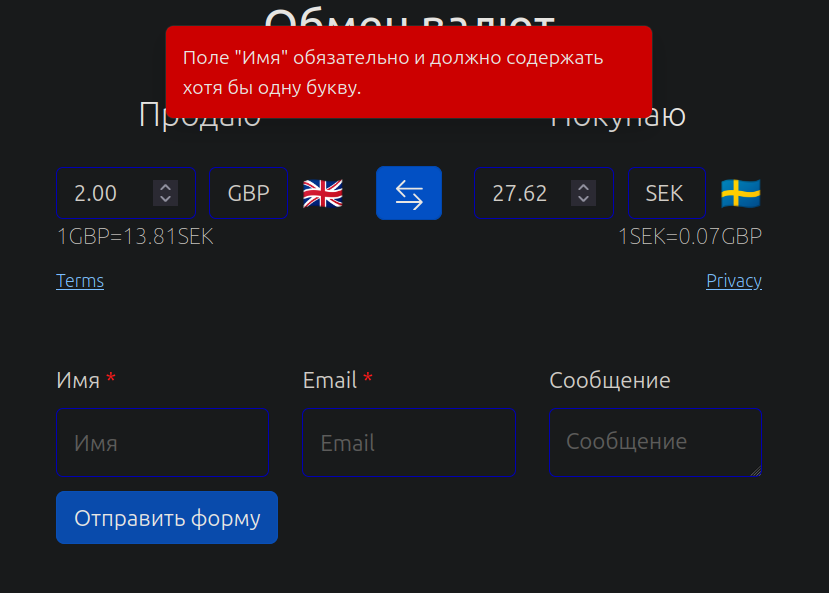 Обмен валют
Поле "Имя" обязательно и должно содержать
хотя бы одну букву.
Продаю
Покупаю
2.00 GBP
27.62 SEK
1GBP=13.81SEK
1SEK=0.07GBP
Terms
Privacy
Имя *
Email *
Сообщение
Имя
Email
Сообщение
Отправить форму